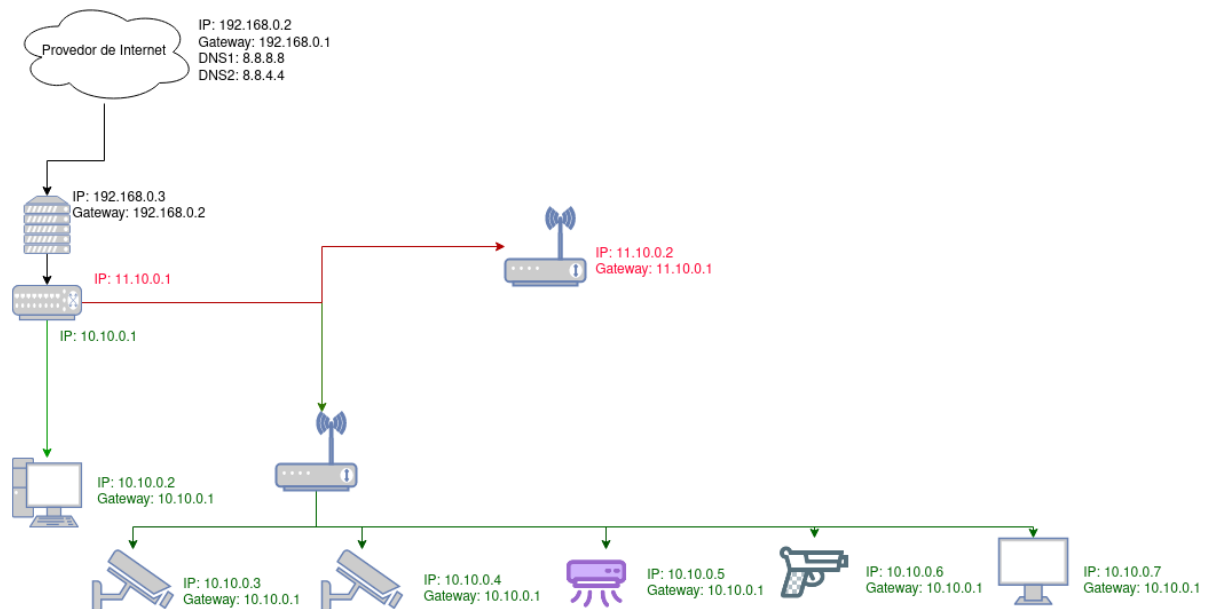 Provedor de Internet
IP: 192.168.0.2
Gateway: 192.168.0.1
DNS1: 8.8.8.8
DNS2: 8.8.4.4
IP: 192.168.0.3
Gateway: 192.168.0.2
IP: 11.10.0.2
Gateway: 11.10.0.1
IP: 11.10.0.1
IP: 10.10.0.1
IP: 10.10.0.2
Gateway: 10.10.0.1
IP: 10.10.0.3
Gateway: 10.10.0.1
IP: 10.10.0.4
Gateway: 10.10.0.1
IP: 10.10.0.5
Gateway: 10.10.0.1
IP: 10.10.0.6
Gateway: 10.10.0.1
IP: 10.10.0.7
Gateway: 10.10.0.1